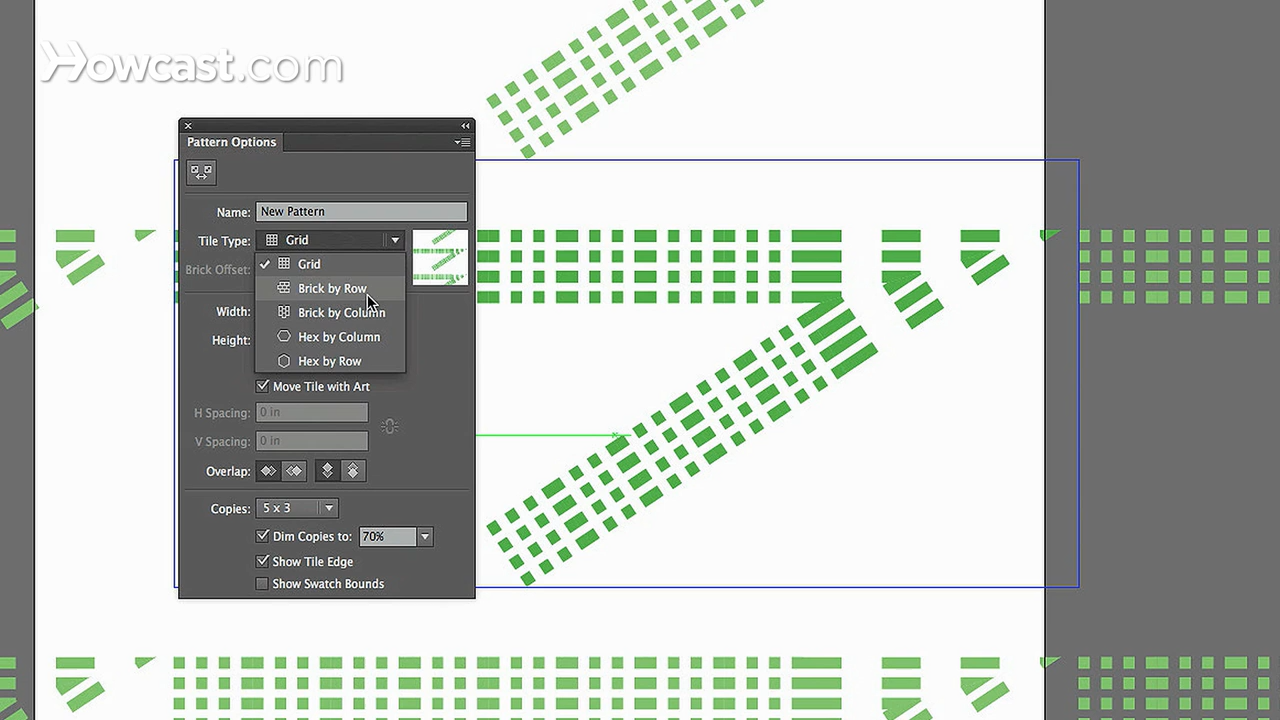 Howcast.com
Pattern Options
Name: New Pattern
Tile Type: Grid
Grid
Brick Offset:
Brick by Row
Width:
Brick by Column
Height:
Hex by Column
Hex by Row
Move Tile with Art
H Spacing: 0 in
V Spacing: 0 in
Overlap:
Copies: 5 x 3
Dim Copies to: 70%
Show Tile Edge
Show Swatch Bounds